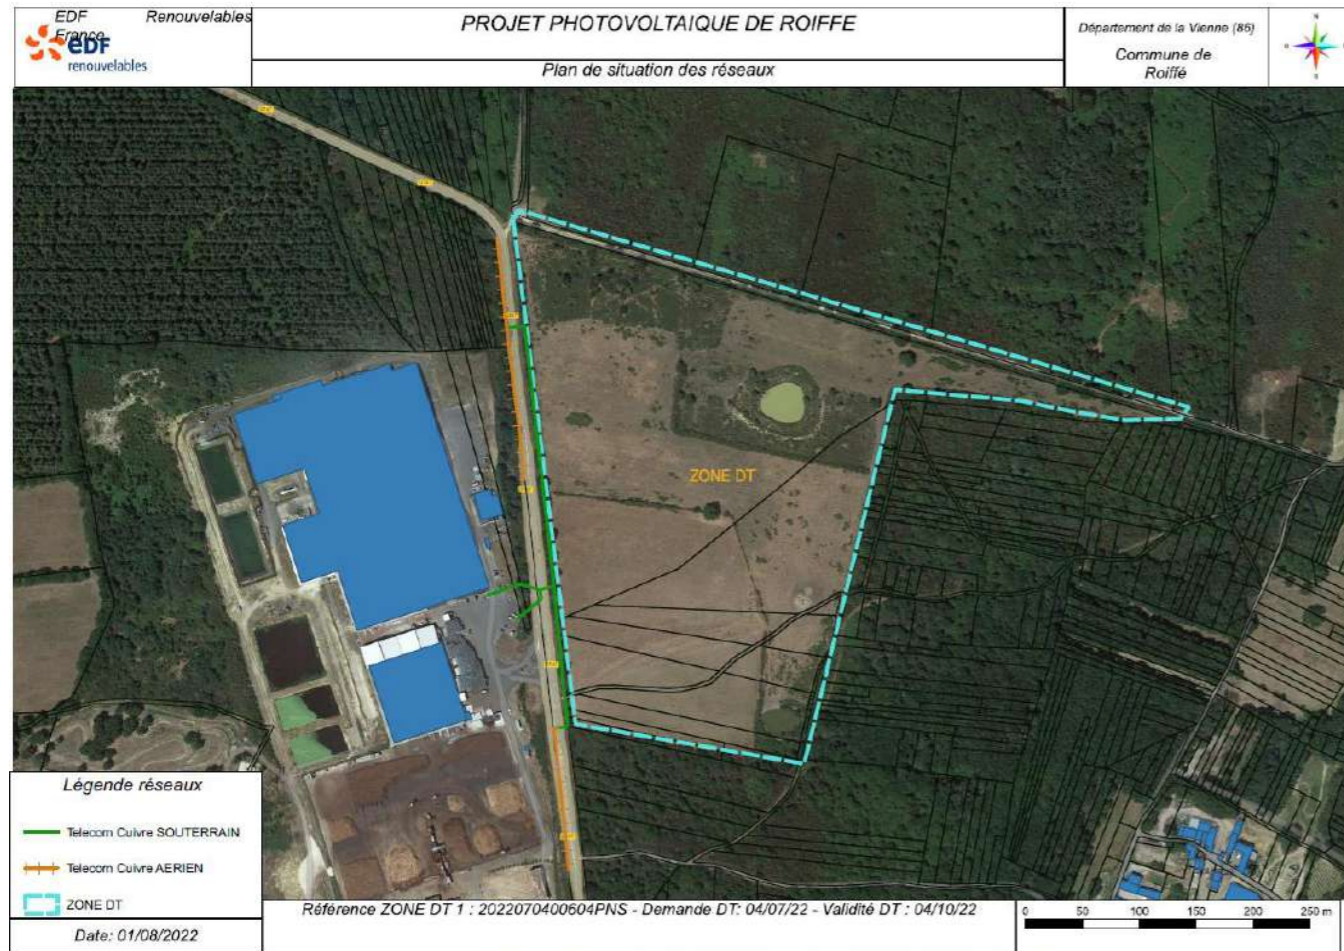 EDF Renouvelables
France
eDF
renouvelables
PROJET PHOTOVOLTAIQUE DE ROIFFE
Plan de situation des réseaux
Département de la Vienne (86)
Commune de
Roiffé
ZONE DT
Légende réseaux
Telecom Cuivre SOUTERRAIN
Telecom Cuivre AERIEN
ZONE DT
Date: 01/08/2022
Référence ZONE DT 1 : 2022070400604PNS - Demande DT: 04/07/22 - Validité DT : 04/10/22
0 50 100 150 200 250 m